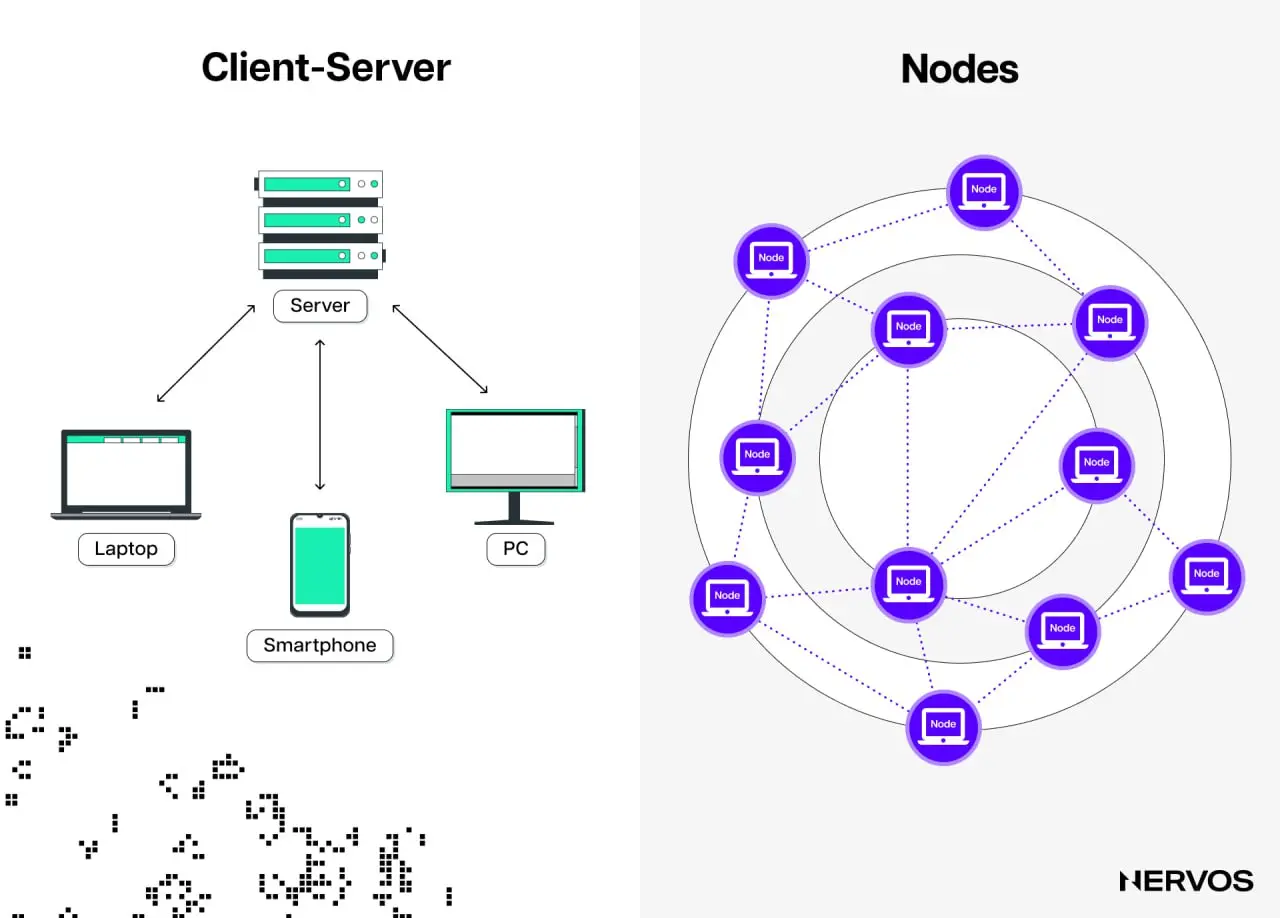 Client-Server
Server
Laptop
Smartphone
PC
Nodes
Node
Node
Node
Node
Node
Node
Node
Node
Node
Node
Node
NERVOS